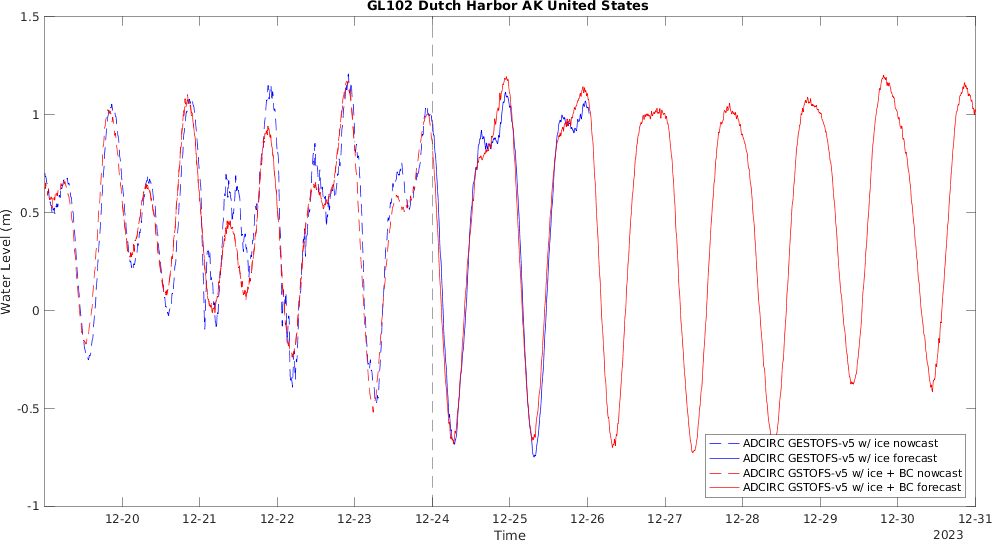 GL102 Dutch Harbor AK United States
1.5
1
0.5
0
-0.5
-1
Water Level (m)
ADCIRC GESTOFS-v5 w/ ice nowcast
ADCIRC GESTOFS-v5 w/ ice forecast
ADCIRC GSTOFS-v5 w/ ice + BC nowcast
ADCIRC GSTOFS-v5 w/ ice + BC forecast
12-20 12-21 12-22 12-23 12-24 12-25 12-26 12-27 12-28 12-29 12-30 12-31
Time
2023